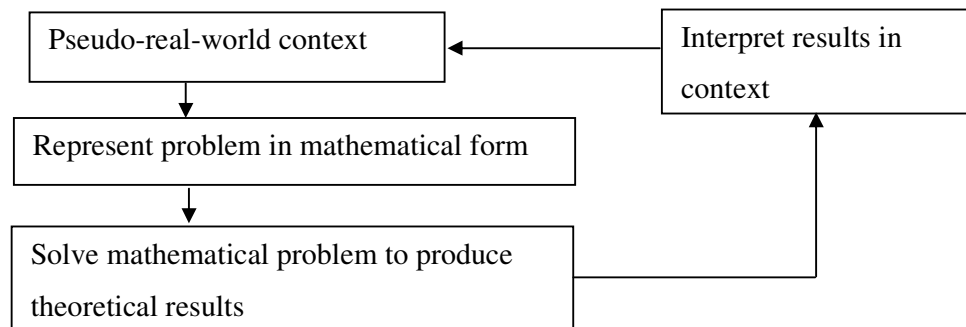 Pseudo-real-world context
Interpret results in
context
Represent problem in mathematical form
Solve mathematical problem to produce
theoretical results